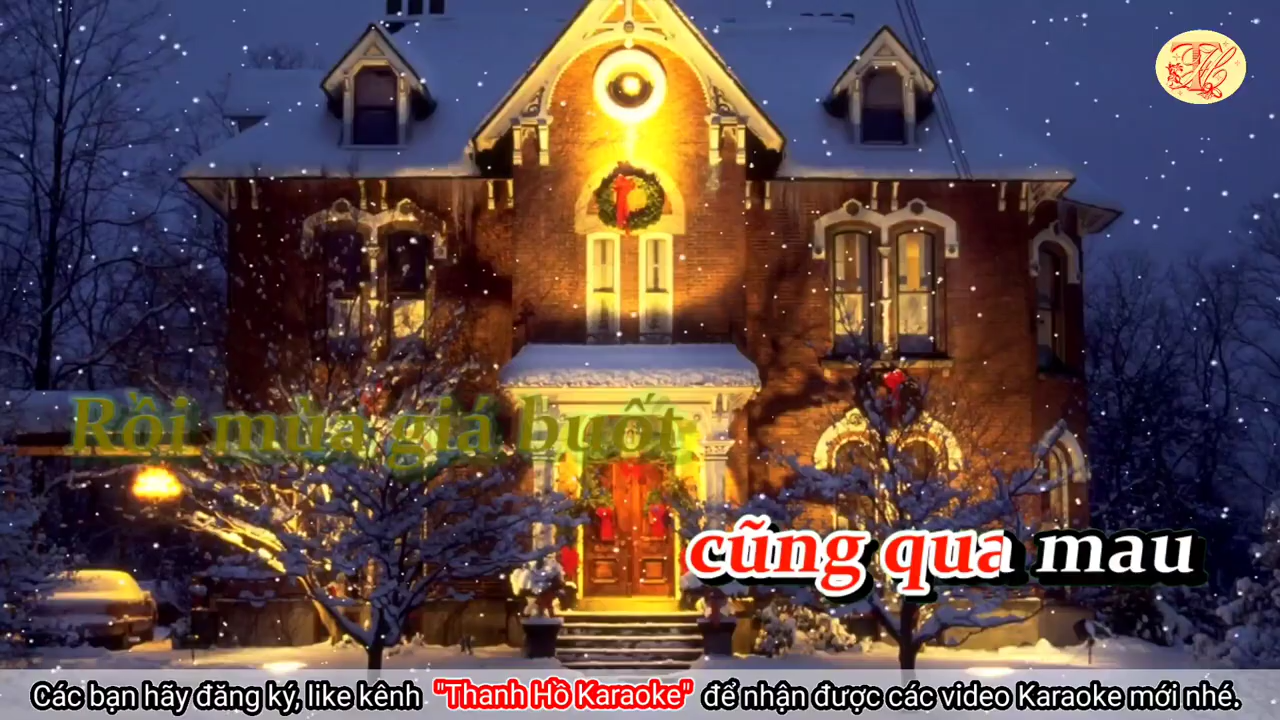 Rồi mùa giá buốt
cũng qua mau
Các bạn hãy đăng ký, like kênh "Thanh Hồ Karaoke" để nhận được các video Karaoke mới nhé.